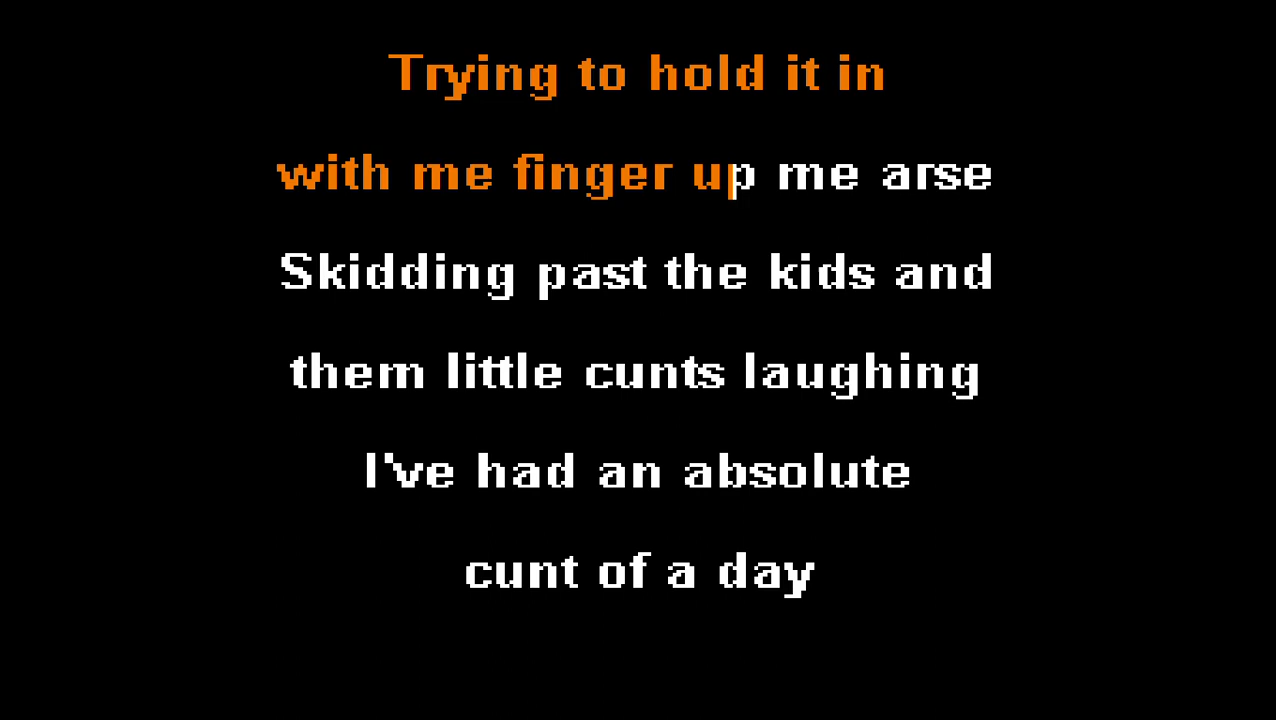 Trying to hold it in
with me finger up me arse
Skidding past the kids and
them little cunts laughing
I've had an absolute
cunt of a day